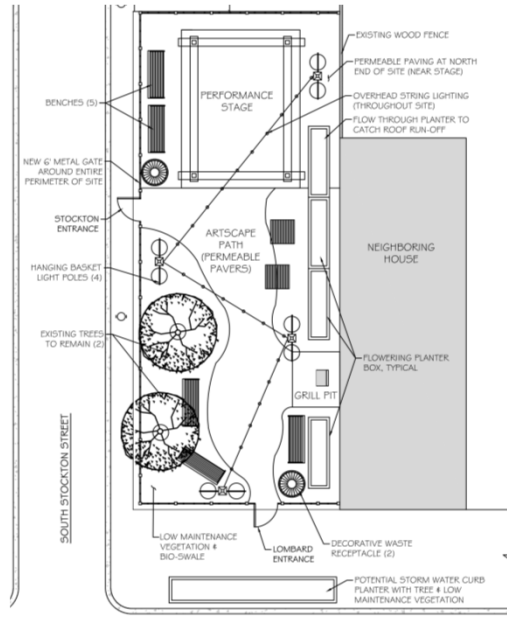 EXISTING WOOD FENCE
PERMEABLE PAVING AT NORTH
END OF SITE (NEAR STAGE)
OVERHEAD STRING LIGHTING
(THROUGHOUT SITE)
FLOW THROUGH PLANTER TO
CATCH ROOF RUN-OFF
PERFORMANCE
STAGE
BENCHES (5)
NEW 6' METAL GATE
AROUND ENTIRE
PERIMETER OF SITE
STOCKTON
ENTRANCE
ARTSCAPE
PATH
(PERMEABLE
PAVERS)
NEIGHBORING
HOUSE
HANGING BASKET
LIGHT POLES (4)
EXISTING TREES
TO REMAIN (2)
FLOWERIING PLANTER
BOX, TYPICAL
GRILL PIT
SOUTH STOCKTON STREET
LOW MAINTENANCE
VEGETATION &
BIO-SWALE
LOMBARD
ENTRANCE
DECORATIVE WASTE
RECEPTACLE (2)
POTENTIAL STORM WATER CURB
PLANTER WITH TREE & LOW
MAINTENANCE VEGETATION